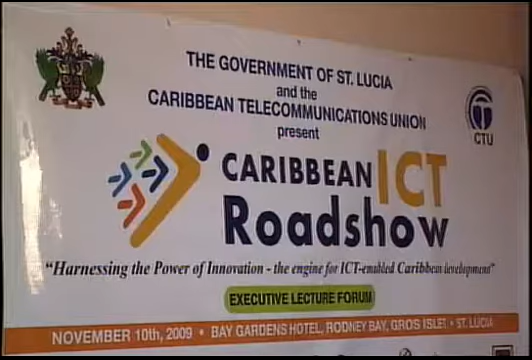 THE GOVERNMENT OF ST. LUCIA
and the
CARIBBEAN TELECOMMUNICATIONS UNION
present
CTU
CARIBBEAN ICT
Roadshow
"Harnessing the Power of Innovation - the engine for ICT-enabled Caribbean development"
EXECUTIVE LECTURE FORUM
NOVEMBER 10th, 2009 • BAY GARDENS HOTEL, RODNEY BAY, GROS ISLET • ST. LUCIA